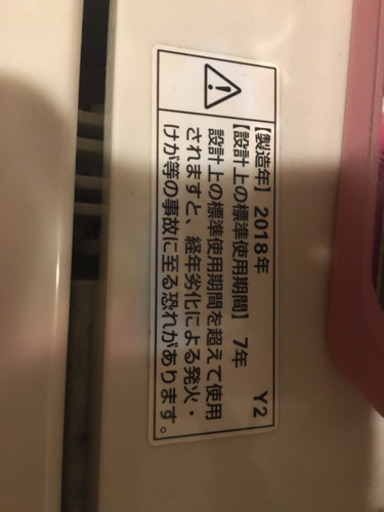 【製造年】 2018年 Y2
【設計上の標準使用期間】 7年
設計上の標準使用期間を超えて使用
されますと、経年劣化による発火・
けが等の事故に至る恐れがあります。